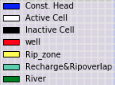 Const. Head
Active Cell
Inactive Cell
well
Rip_zone
Recharge&Ripoverlap
River